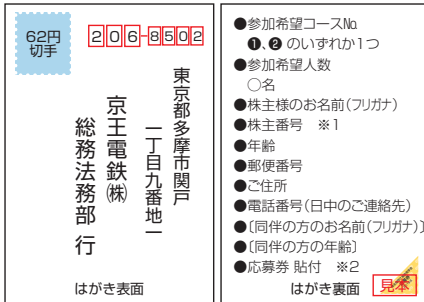 62円
切手
206-8502
東京都多摩市関戸
一丁目九番地一
京王電鉄㈱
総務法務部 行
はがき表面
●参加希望コース№
❶、❷ のいずれか1つ
●参加希望人数
○名
●株主様のお名前(フリガナ)
●株主番号 ※1
●年齢
●郵便番号
●ご住所
●電話番号(日中のご連絡先)
●〔同伴の方のお名前(フリガナ)〕
●〔同伴の方の年齢〕
●応募券 貼付 ※2
はがき裏面
見本